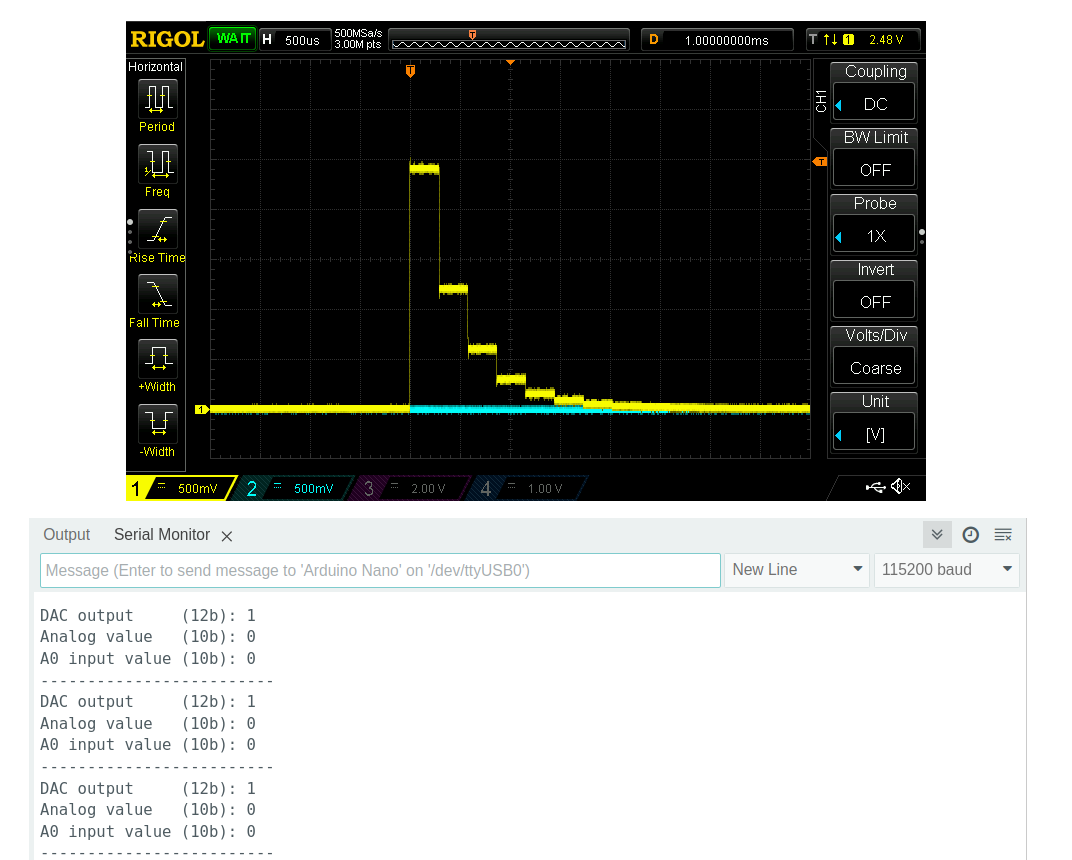 RIGOL WAIT H 500us 500MSa/s 3.00M pts T D 1.00000000ms T 1 2.48 V
Horizontal
Period
Freq
Rise Time
Fall Time
+Width
-Width
T
T
1
CH1
Coupling
DC
BW Limit
OFF
Probe
1X
Invert
OFF
Volts/Div
Coarse
Unit
[V]
1 500mV 2 500mV 3 2.00 V 4 1.00 V
Output Serial Monitor
Message (Enter to send message to 'Arduino Nano' on '/dev/ttyUSB0')
New Line
115200 baud
DAC output     (12b): 1
Analog value   (10b): 0
A0 input value (10b): 0
-------------------------
DAC output     (12b): 1
Analog value   (10b): 0
A0 input value (10b): 0
-------------------------
DAC output     (12b): 1
Analog value   (10b): 0
A0 input value (10b): 0
-------------------------